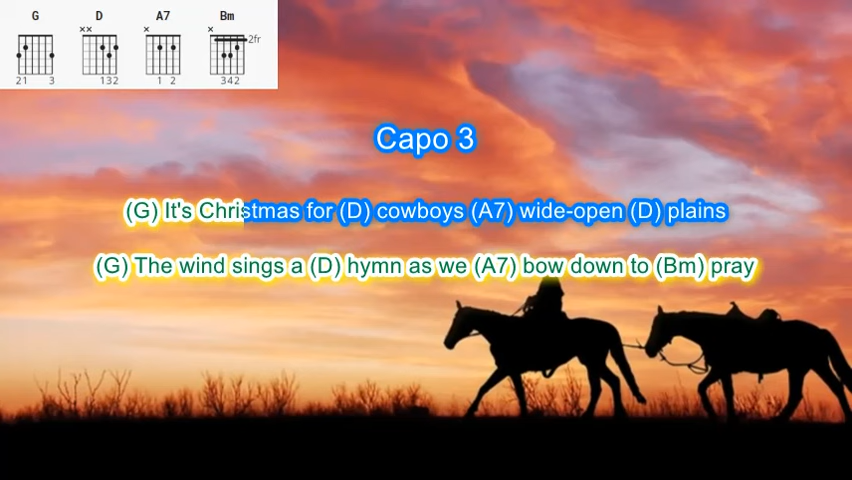 G D A7 Bm
× ×× × ×
2fr
21 3 132 1 2 342
Capo 3
(G) It's Christmas for (D) cowboys (A7) wide-open (D) plains
(G) The wind sings a (D) hymn as we (A7) bow down to (Bm) pray